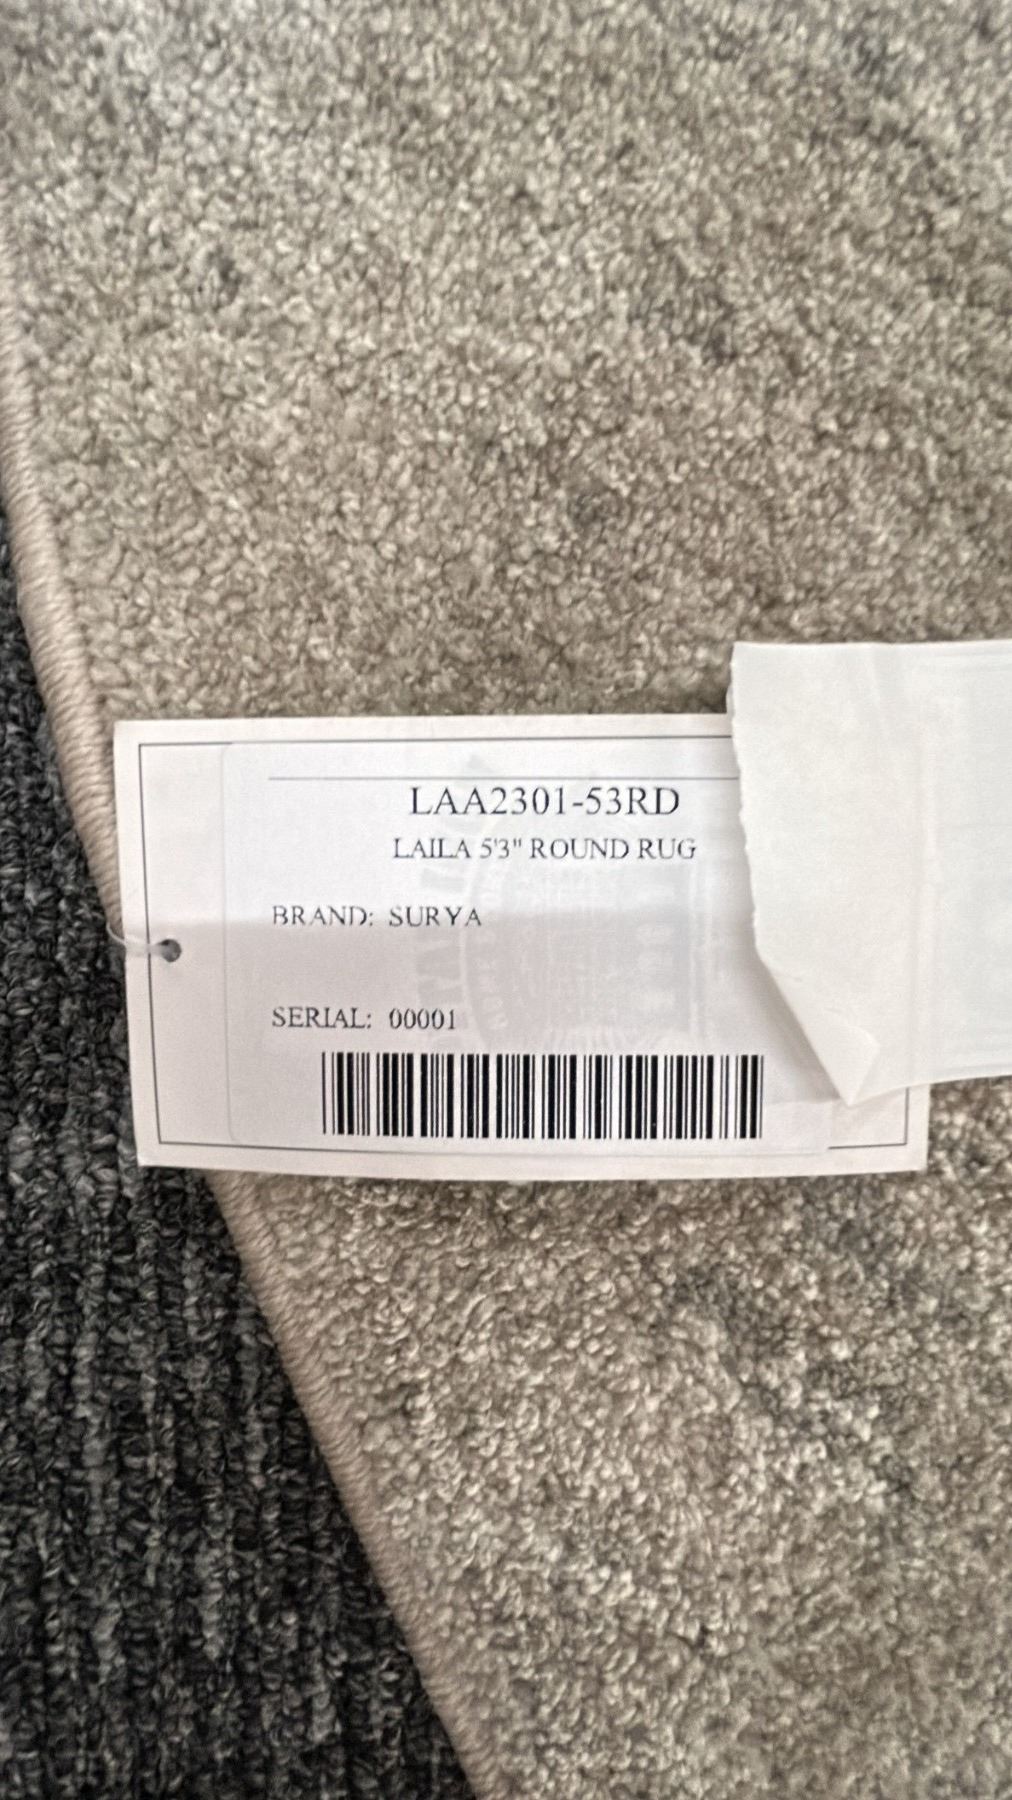 LAA2301-53RD
LAILA 5'3" ROUND RUG
BRAND: SURYA
SERIAL: 00001